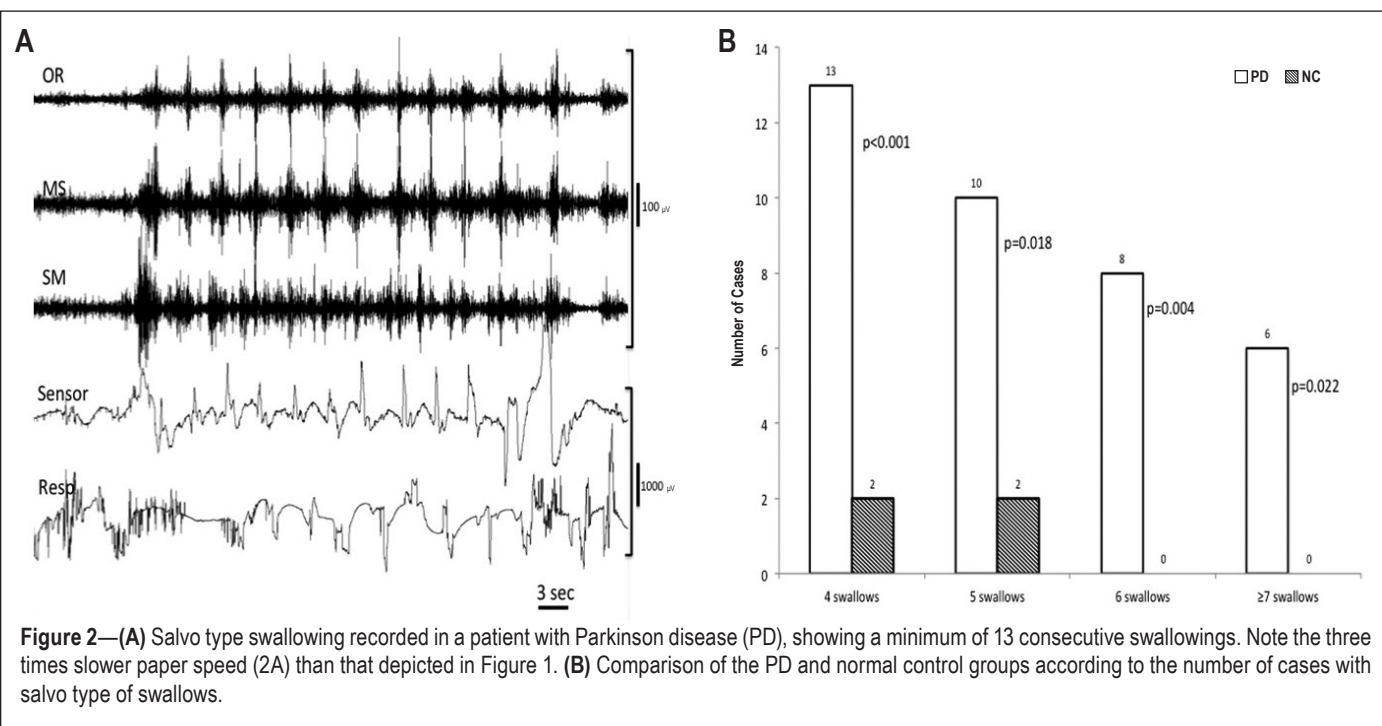 A
OR
MS
SM
Sensor
Resp
100 µV
1000 µV
3 sec
B
Number of Cases
14
12
10
8
6
4
2
0
PD NC
13
p<0.001
2
10
p=0.018
2
8
p=0.004
0
6
p=0.022
0
4 swallows 5 swallows 6 swallows ≥7 swallows
Figure 2—(A) Salvo type swallowing recorded in a patient with Parkinson disease (PD), showing a minimum of 13 consecutive swallowings. Note the three
times slower paper speed (2A) than that depicted in Figure 1. (B) Comparison of the PD and normal control groups according to the number of cases with
salvo type of swallows.